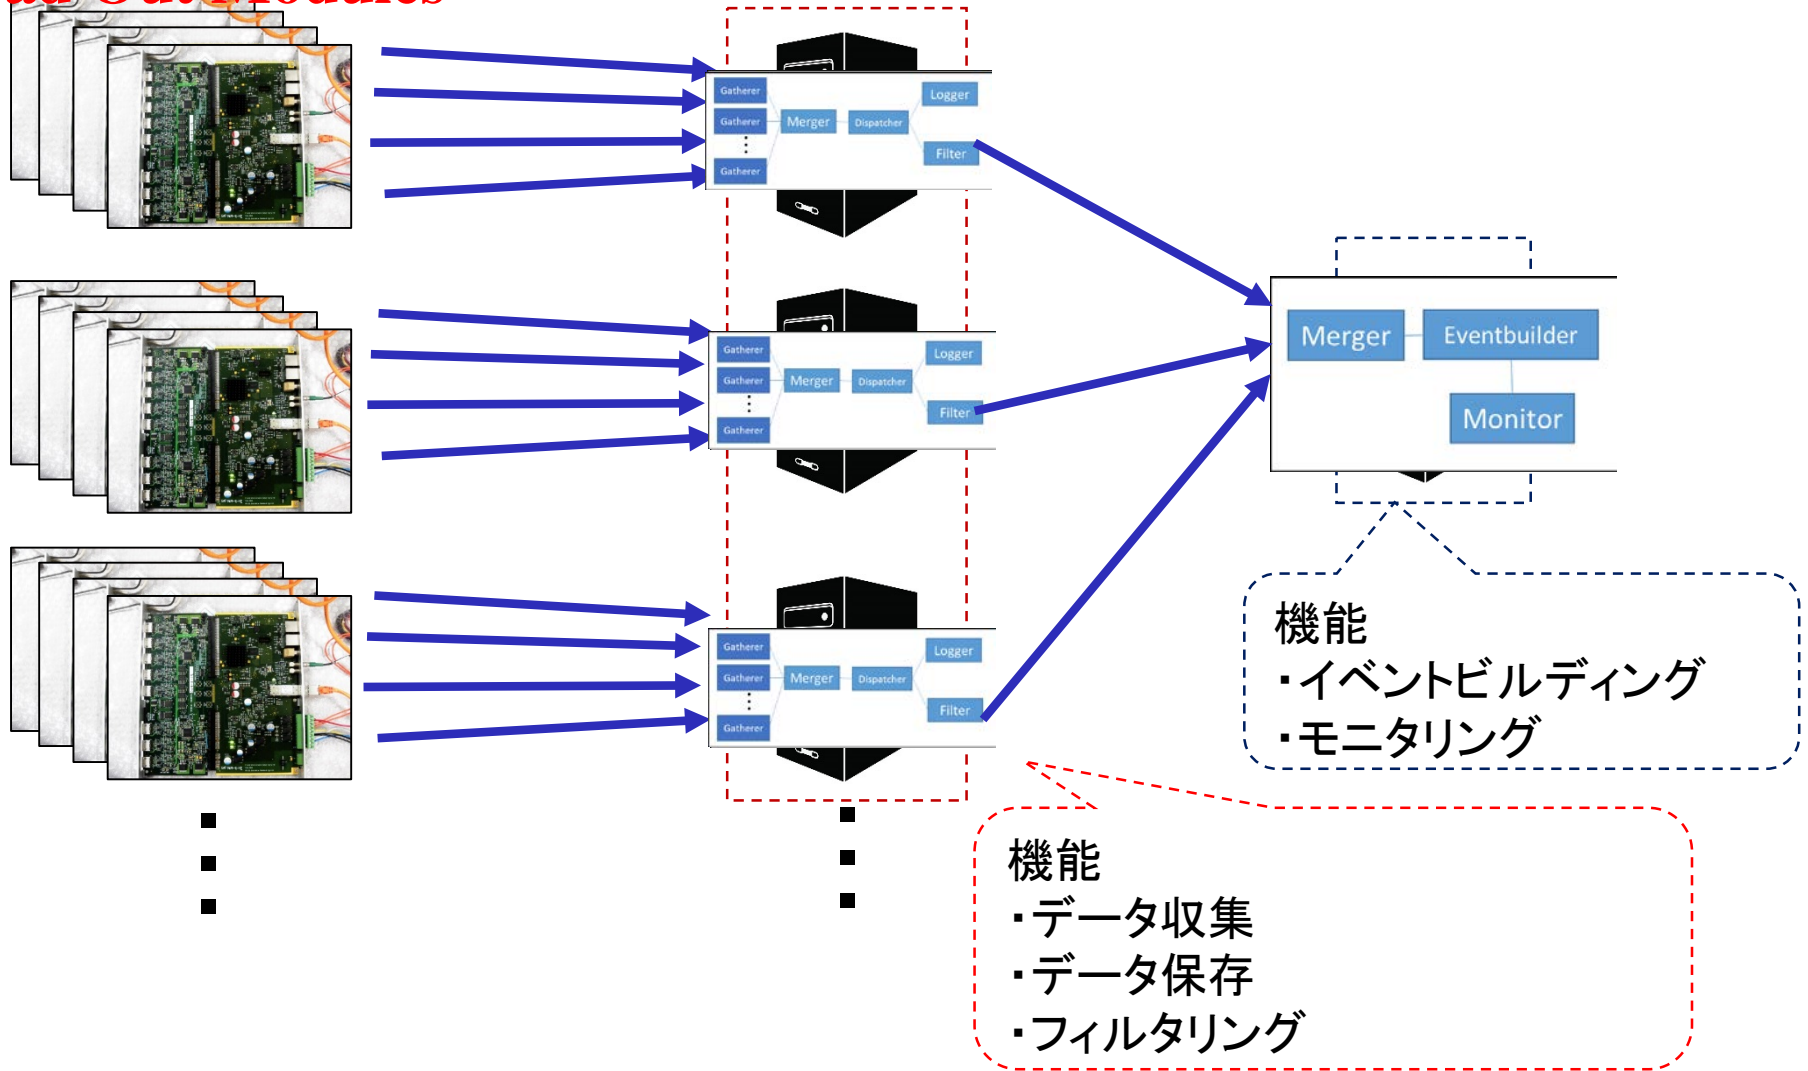 ad Out Modules
Gatherer
Gatherer
Gatherer
Merger
Dispatcher
Logger
Filter
Gatherer
Gatherer
Gatherer
Merger
Dispatcher
Logger
Filter
Gatherer
Gatherer
Gatherer
Merger
Dispatcher
Logger
Filter
Merger
Eventbuilder
Monitor
機能
・イベントビルディング
・モニタリング
機能
・データ収集
・データ保存
・フィルタリング